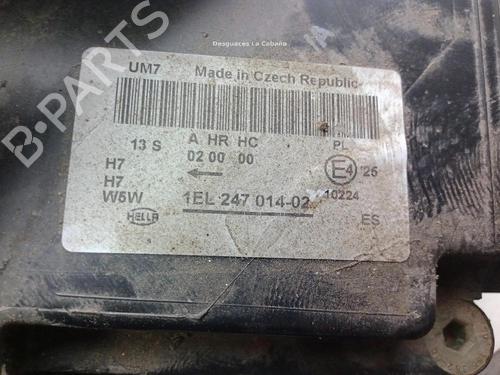 Desguaces La Cabaña
UM7 Made in Czech Republic
13 S A HR HC PL
H7 02 00 00 E4 25
H7
W5W 1EL 247 014-02 10224
HELLA ES
B-PARTS